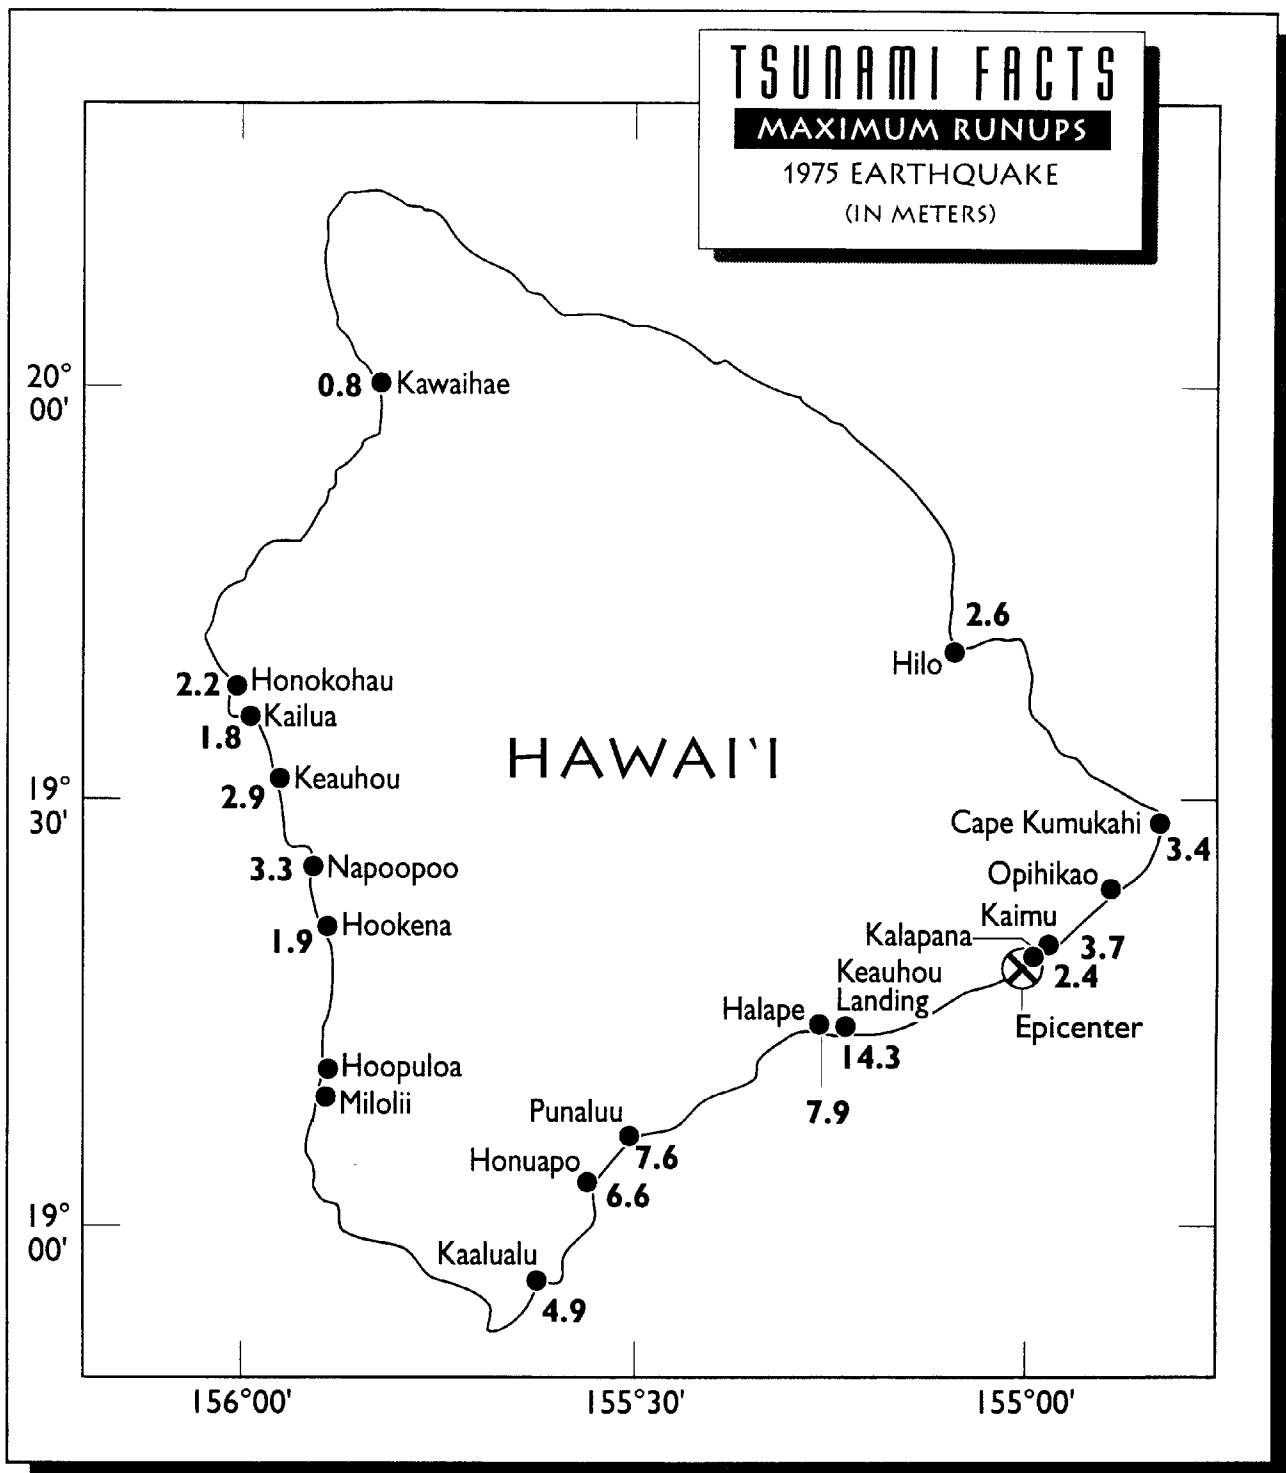 TSUNAMI FACTS
MAXIMUM RUNUPS
1975 EARTHQUAKE
(IN METERS)
20°
00'
0.8 Kawaihae
2.6
Hilo
2.2 Honokohau
Kailua
1.8
HAWAI'I
Keauhou
2.9
19°
30'
Cape Kumukahi
3.4
3.3 Napoopoo
Opihikao
Kaimu
Hookena
1.9
Kalapana
3.7
2.4
Keauhou
Landing
Halape
Epicenter
14.3
Hoopuloa
Milolii
7.9
Punaluu
7.6
Honuapo
6.6
19°
00'
Kaalualu
4.9
156°00'
155°30'
155°00'